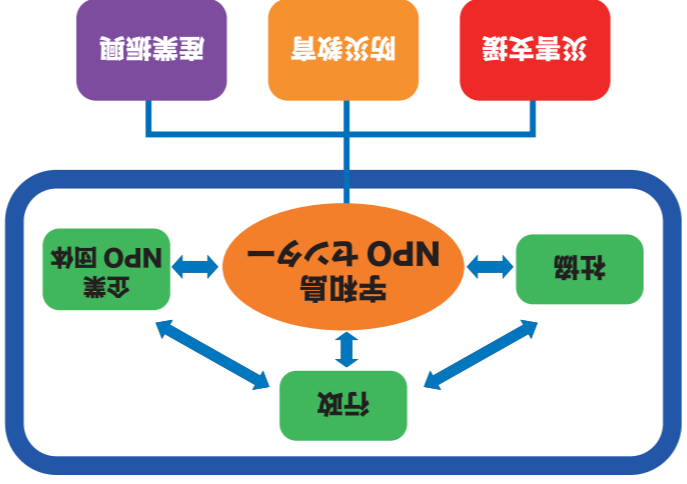 行政
社協
宇和島
NPO センター
企業
NPO 団体
災害支援
防災教育
産業振興